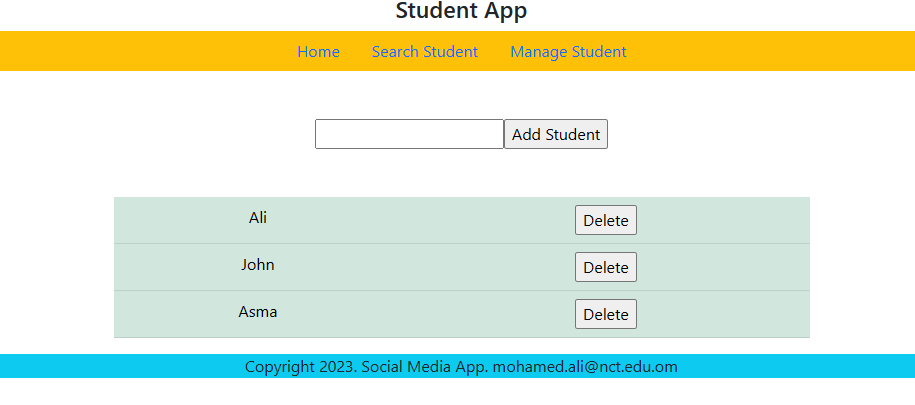 Student App
Home Search Student Manage Student
Add Student
Ali Delete
John Delete
Asma Delete
Copyright 2023. Social Media App. mohamed.ali@nct.edu.om